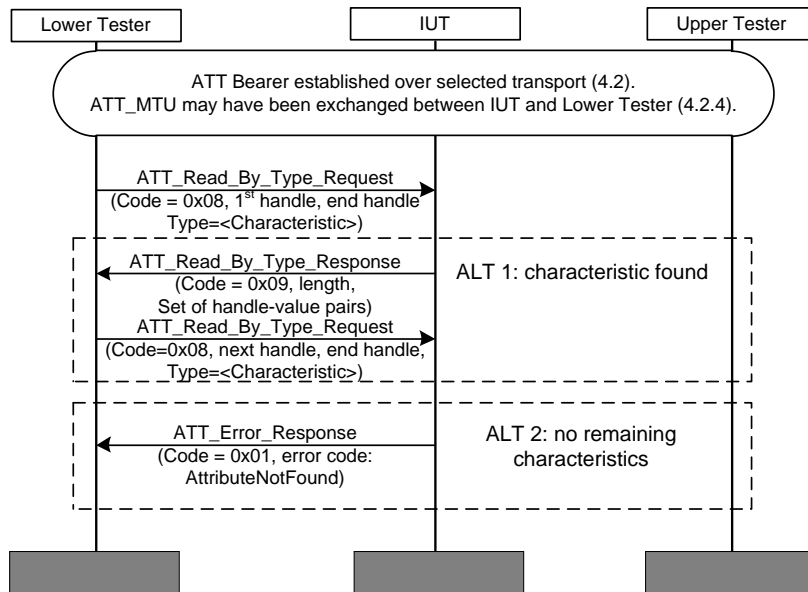 Lower Tester
IUT
Upper Tester
ATT Bearer established over selected transport (4.2).
ATT_MTU may have been exchanged between IUT and Lower Tester (4.2.4).
ATT_Read_By_Type_Request
(Code = 0x08, 1st handle, end handle
Type=<Characteristic>)
ATT_Read_By_Type_Response
(Code = 0x09, length,
Set of handle-value pairs)
ALT 1: characteristic found
ATT_Read_By_Type_Request
(Code=0x08, next handle, end handle,
Type=<Characteristic>)
ATT_Error_Response
(Code = 0x01, error code:
AttributeNotFound)
ALT 2: no remaining
characteristics